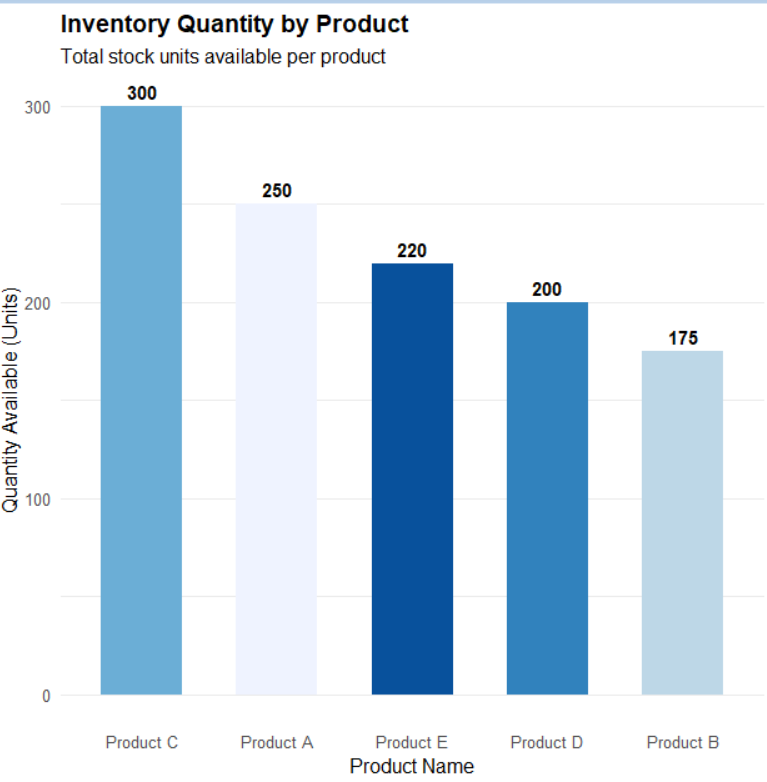 Inventory Quantity by Product
Total stock units available per product
300
250
220
200
175
Quantity Available (Units)
300
200
100
0
Product C
Product A
Product E
Product D
Product B
Product Name